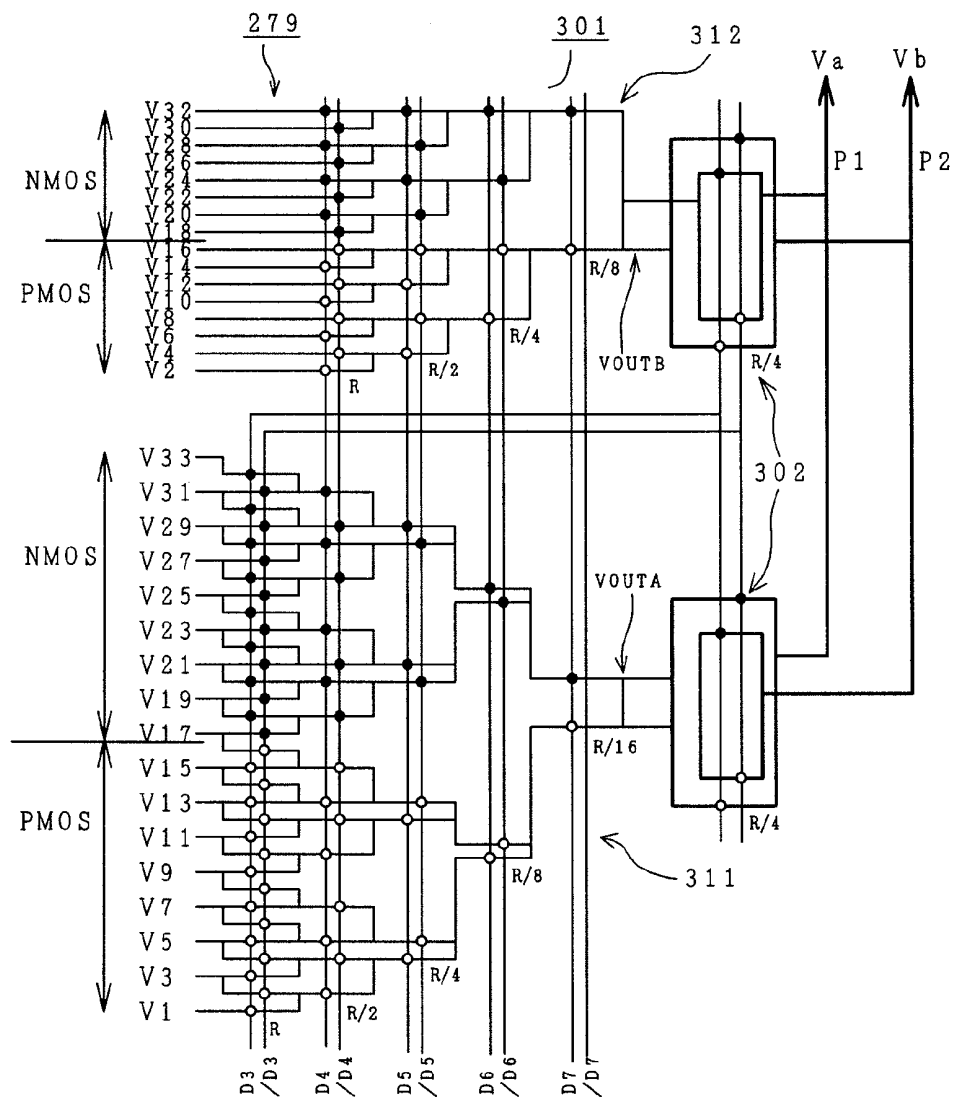 279
301
312
Va
Vb
V32
V30
V28
V26
V24
V22
V20
V18
V16
V14
V12
V10
V8
V6
V4
V2
NMOS
PMOS
P1
P2
R/8
R/4
R/2
R
VOUTB
R/4
302
V33
V31
V29
V27
V25
V23
V21
V19
V17
V15
V13
V11
V9
V7
V5
V3
V1
NMOS
PMOS
VOUTA
R/16
R/4
R/8
311
R/4
R/2
R
D3
/D3
D4
/D4
D5
/D5
D6
/D6
D7
/D7